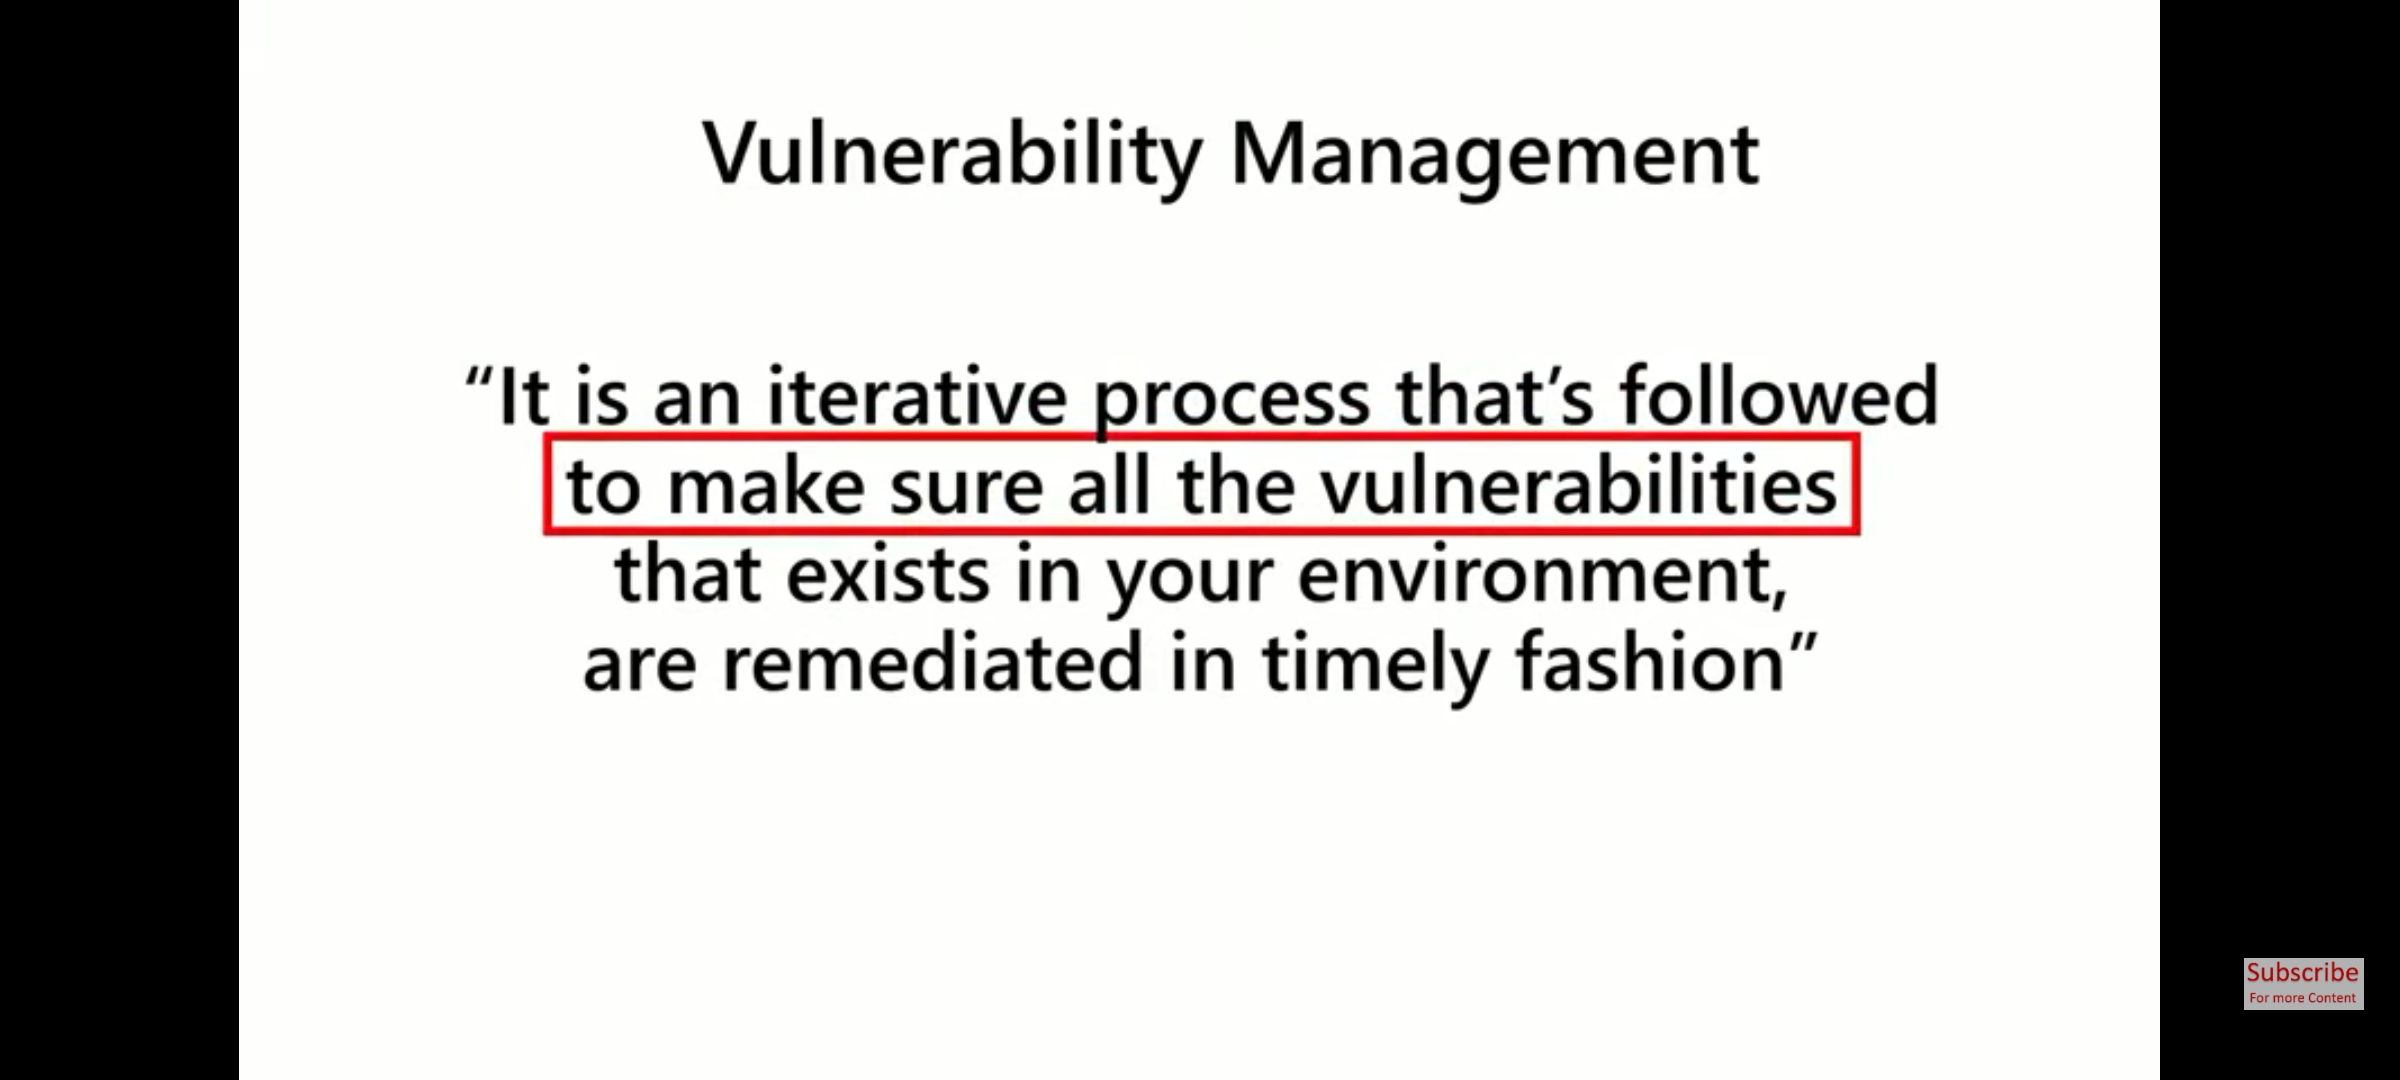 Vulnerability Management
“It is an iterative process that’s followed
to make sure all the vulnerabilities
that exists in your environment,
are remediated in timely fashion”
Subscribe
For more Content